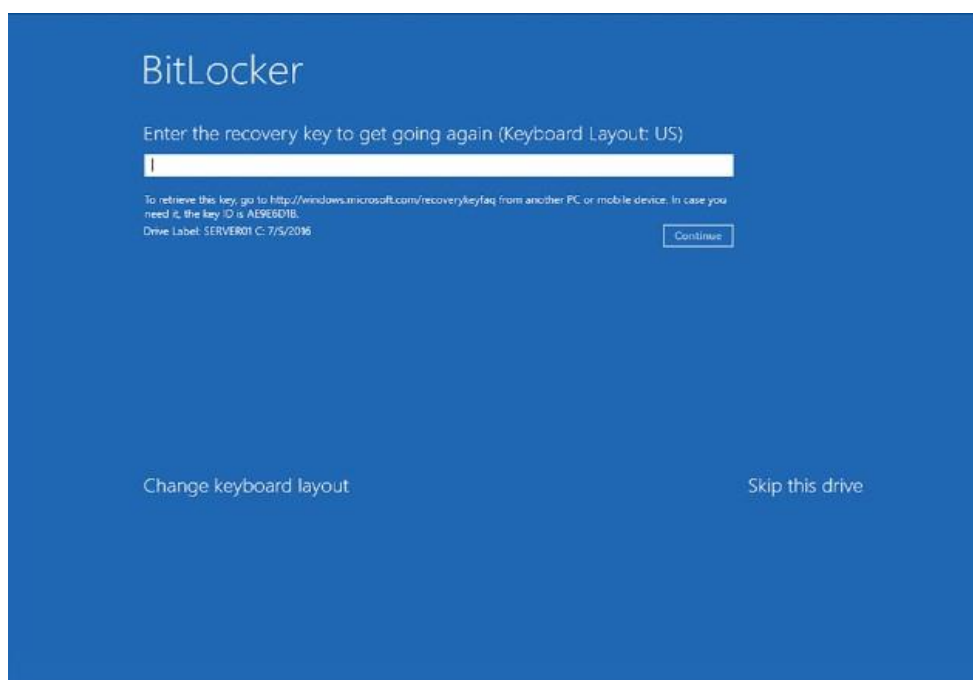 BitLocker
Enter the recovery key to get going again (Keyboard Layout: US)
To retrieve this key, go to http://windows.microsoft.com/recoverykeyfaq from another PC or mobile device. In case you
need it, the key ID is AE9E6D1B.
Drive Label: SERVER01 C: 7/5/2016
Continue
Change keyboard layout
Skip this drive